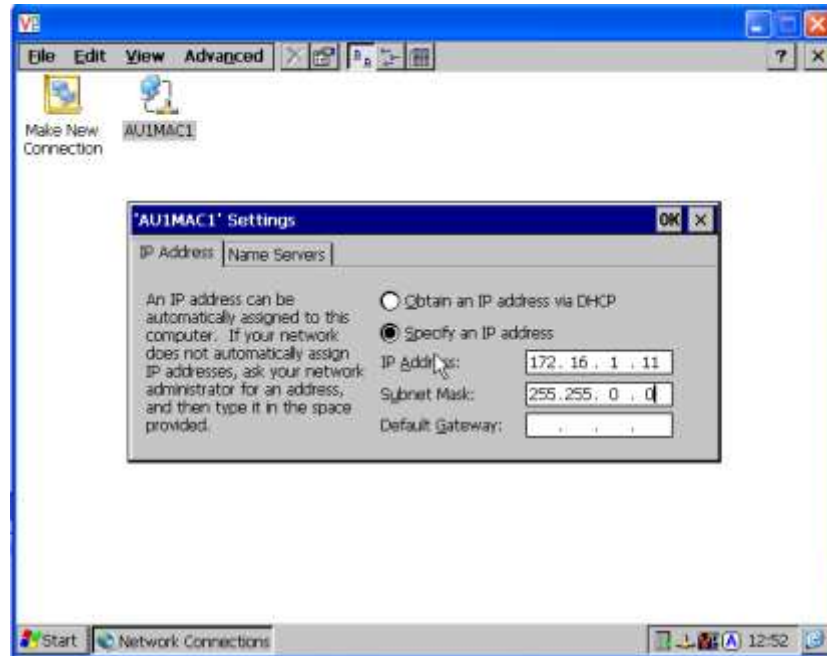 File Edit View Advanced ? ×
Make New
Connection
AU1MAC1
'AU1MAC1' Settings OK ×
IP Address Name Servers
An IP address can be
automatically assigned to this
computer. If your network
does not automatically assign
IP addresses, ask your network
administrator for an address,
and then type it in the space
provided.
Obtain an IP address via DHCP
Specify an IP address
IP Address: 172. 16 . 1 . 11
Subnet Mask: 255.255. 0 . 0
Default Gateway: . . .
Start Network Connections A 12:52